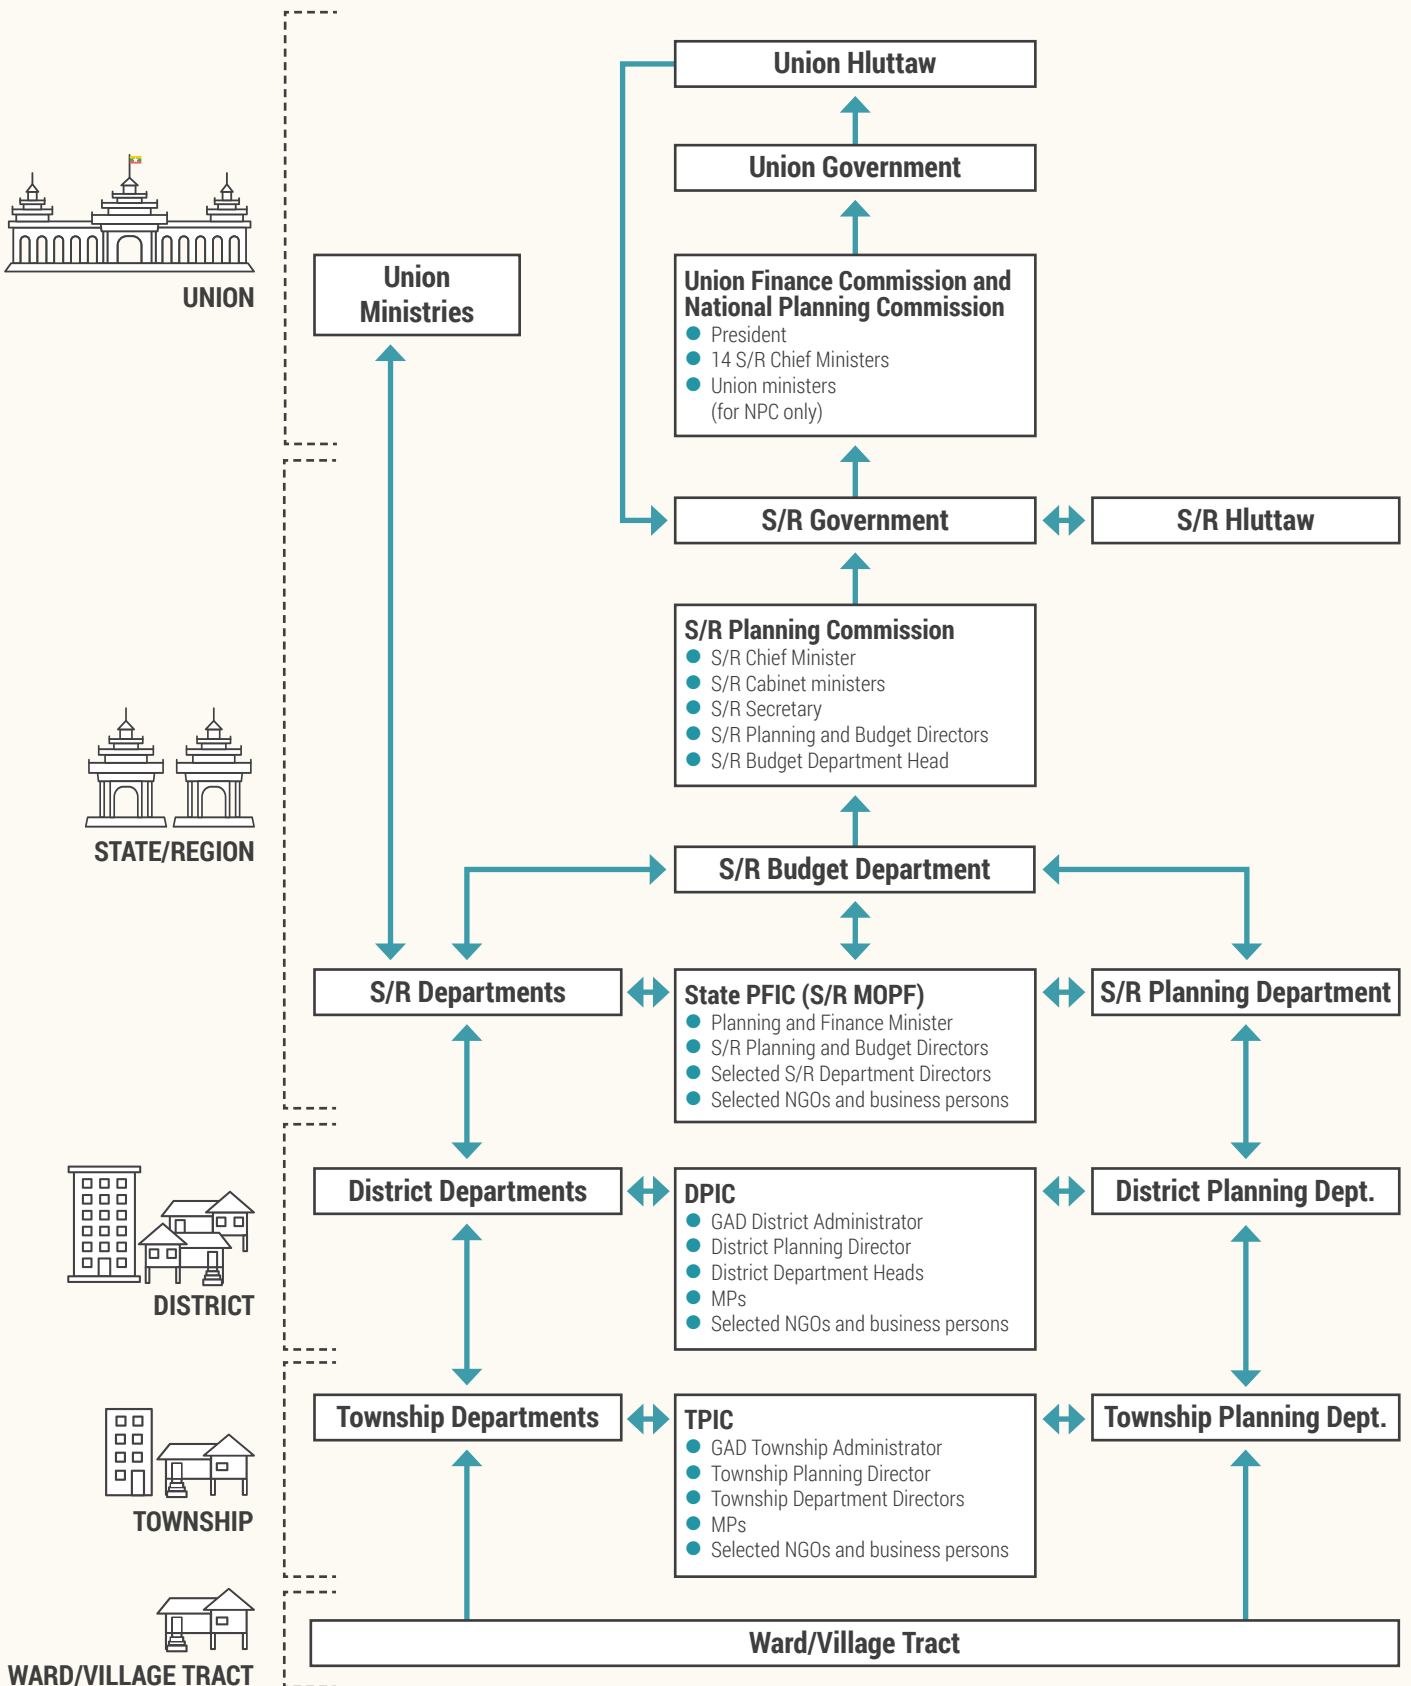 Union Hluttaw
Union Government
UNION
Union
Ministries
Union Finance Commission and
National Planning Commission
President
14 S/R Chief Ministers
Union ministers
(for NPC only)
S/R Government
S/R Hluttaw
S/R Planning Commission
S/R Chief Minister
S/R Cabinet ministers
S/R Secretary
S/R Planning and Budget Directors
S/R Budget Department Head
STATE/REGION
S/R Budget Department
S/R Departments
State PFIC (S/R MOPF)
Planning and Finance Minister
S/R Planning and Budget Directors
Selected S/R Department Directors
Selected NGOs and business persons
S/R Planning Department
District Departments
DPIC
GAD District Administrator
District Planning Director
District Department Heads
MPs
Selected NGOs and business persons
District Planning Dept.
DISTRICT
Township Departments
TPIC
GAD Township Administrator
Township Planning Director
Township Department Directors
MPs
Selected NGOs and business persons
Township Planning Dept.
TOWNSHIP
Ward/Village Tract
WARD/VILLAGE TRACT